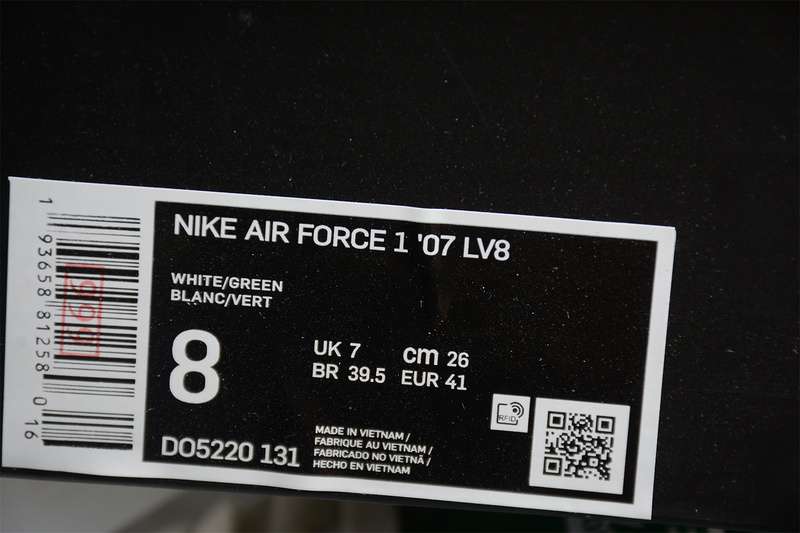 NIKE AIR FORCE 1 '07 LV8
WHITE/GREEN
BLANC/VERT
8
UK 7
cm 26
BR 39.5
EUR 41
DO5220 131
MADE IN VIETNAM /
FABRIQUE AU VIETNAM /
FABRICADO NO VIETNÃ /
HECHO EN VIETNAM
RFID
1 93658 81258 0 16
999